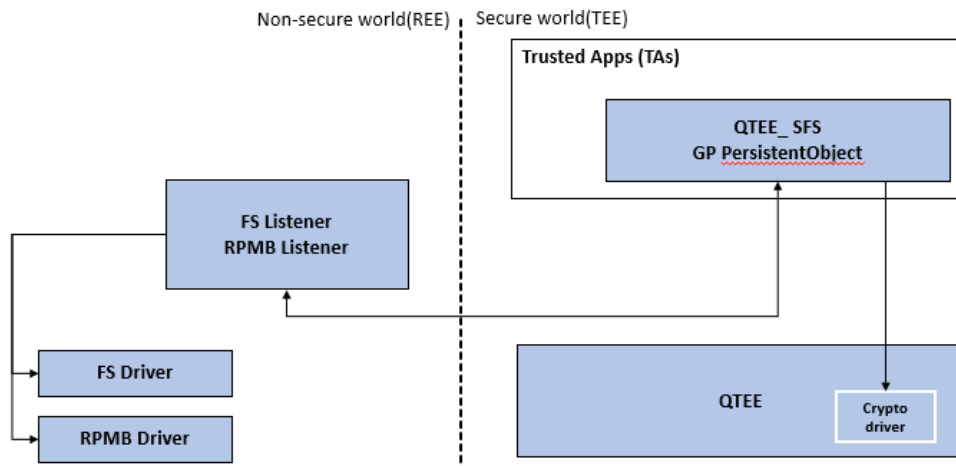 Non-secure world(REE)
Secure world(TEE)
Trusted Apps (TAs)
QTEE_ SFS
GP PersistentObject
FS Listener
RPMB Listener
FS Driver
RPMB Driver
QTEE
Crypto
driver